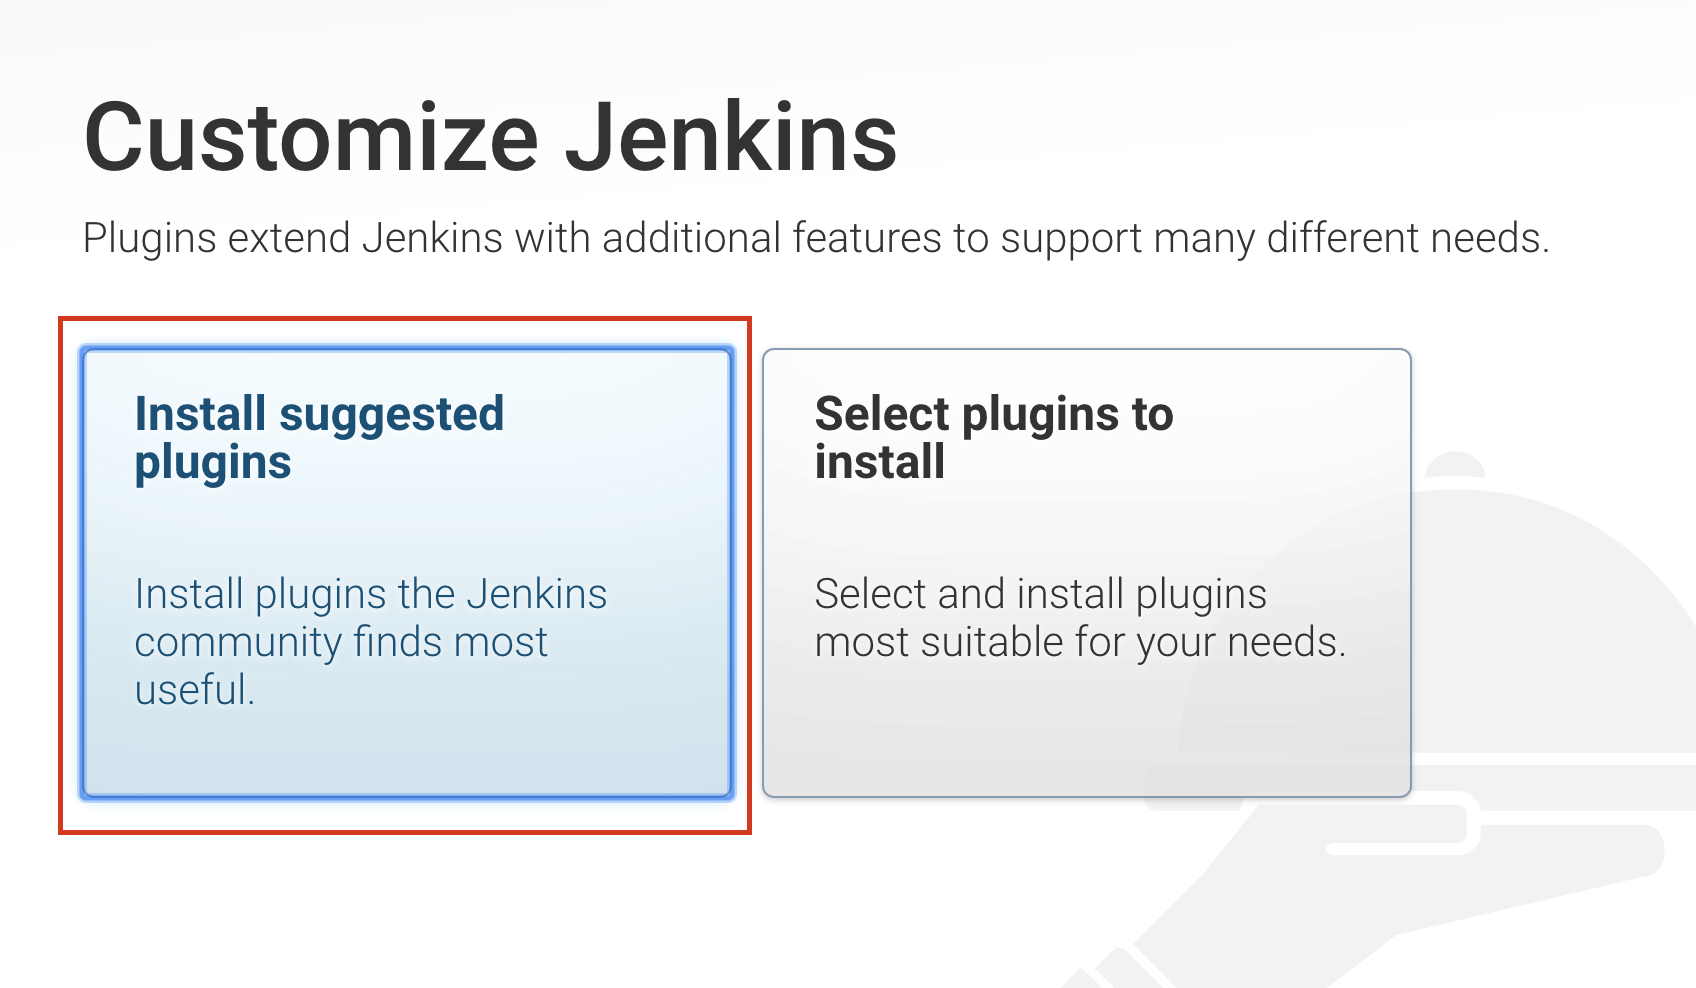 Customize Jenkins
Plugins extend Jenkins with additional features to support many different needs.
Install suggested
plugins
Install plugins the Jenkins
community finds most
useful.
Select plugins to
install
Select and install plugins
most suitable for your needs.